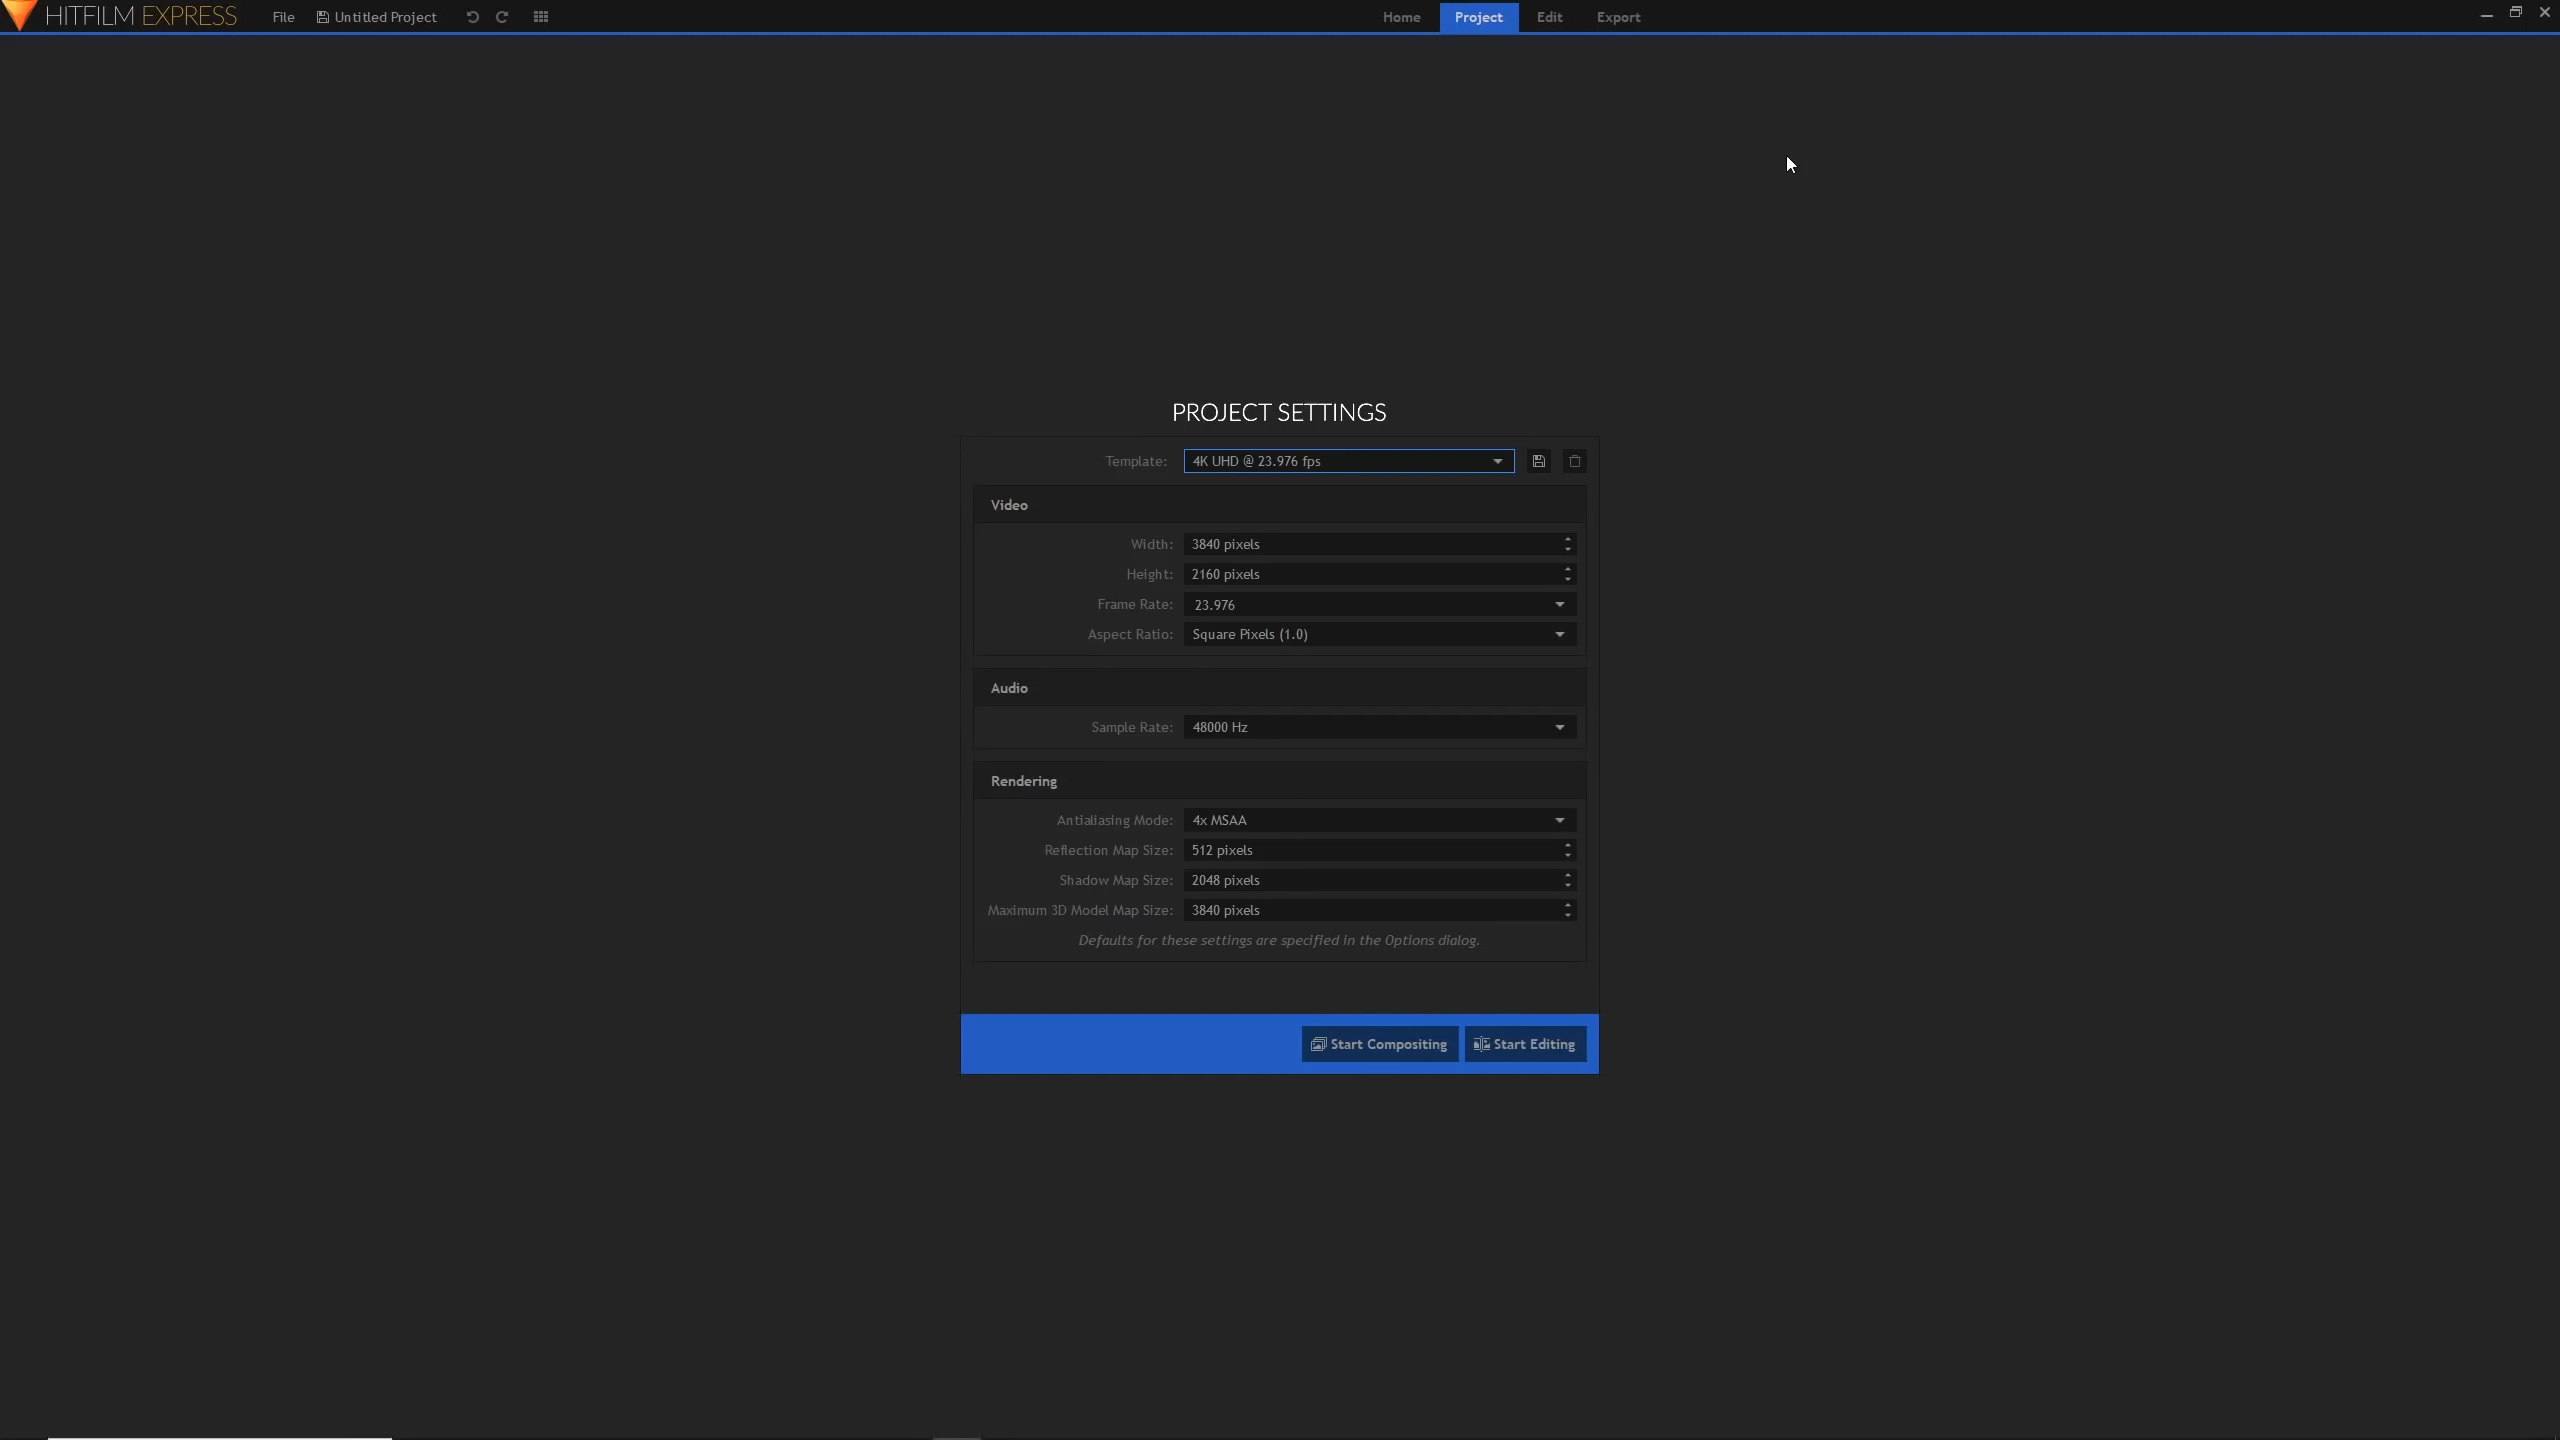 HITFILM EXPRESS File Untitled Project Home Project Edit Export
PROJECT SETTINGS
Template: 4K UHD @ 23.976 fps
Video
Width: 3840 pixels
Height: 2160 pixels
Frame Rate: 23.976
Aspect Ratio: Square Pixels (1.0)
Audio
Sample Rate: 48000 Hz
Rendering
Antialiasing Mode: 4x MSAA
Reflection Map Size: 512 pixels
Shadow Map Size: 2048 pixels
Maximum 3D Model Map Size: 3840 pixels
Defaults for these settings are specified in the Options dialog.
Start Compositing Start Editing